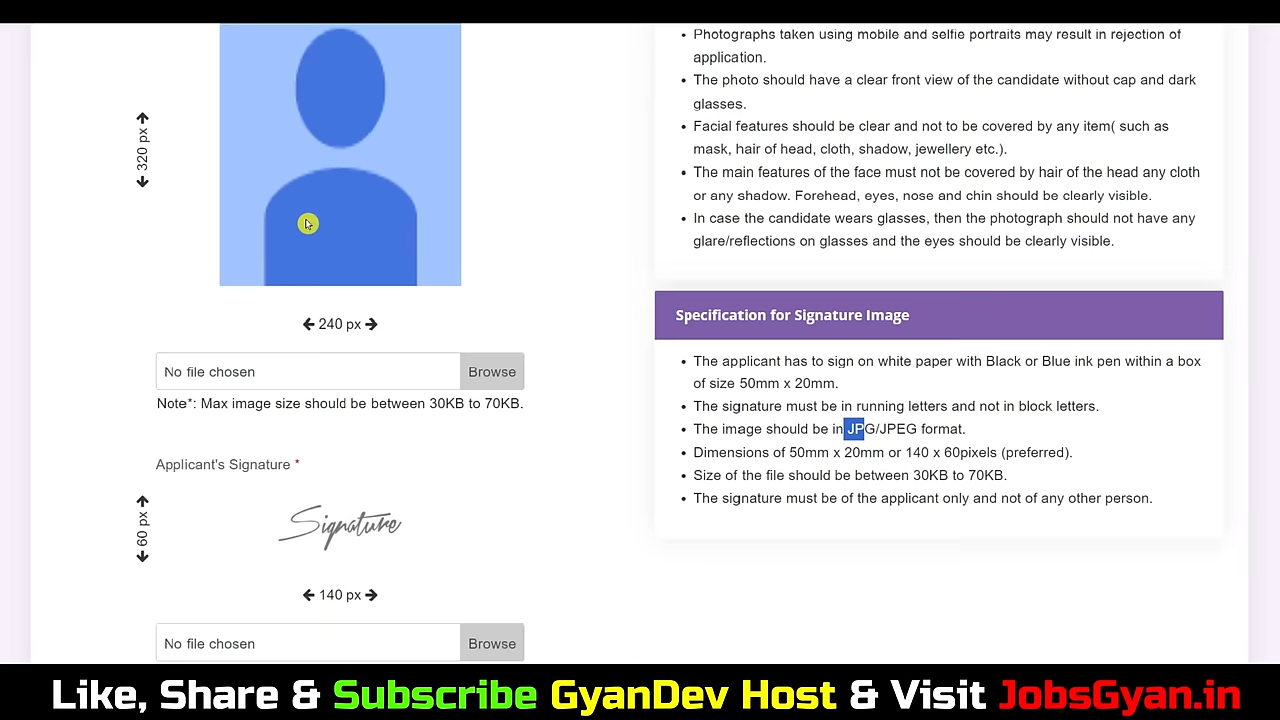 320 px
240 px
No file chosen
Browse
Note*: Max image size should be between 30KB to 70KB.
Applicant's Signature *
60 px
Signature
140 px
No file chosen
Browse
Photographs taken using mobile and selfie portraits may result in rejection of
application.
The photo should have a clear front view of the candidate without cap and dark
glasses.
Facial features should be clear and not to be covered by any item( such as
mask, hair of head, cloth, shadow, jewellery etc.).
The main features of the face must not be covered by hair of the head any cloth
or any shadow. Forehead, eyes, nose and chin should be clearly visible.
In case the candidate wears glasses, then the photograph should not have any
glare/reflections on glasses and the eyes should be clearly visible.
Specification for Signature Image
The applicant has to sign on white paper with Black or Blue ink pen within a box
of size 50mm x 20mm.
The signature must be in running letters and not in block letters.
The image should be in JPG/JPEG format.
Dimensions of 50mm x 20mm or 140 x 60pixels (preferred).
Size of the file should be between 30KB to 70KB.
The signature must be of the applicant only and not of any other person.
Like, Share & Subscribe GyanDev Host & Visit JobsGyan.in